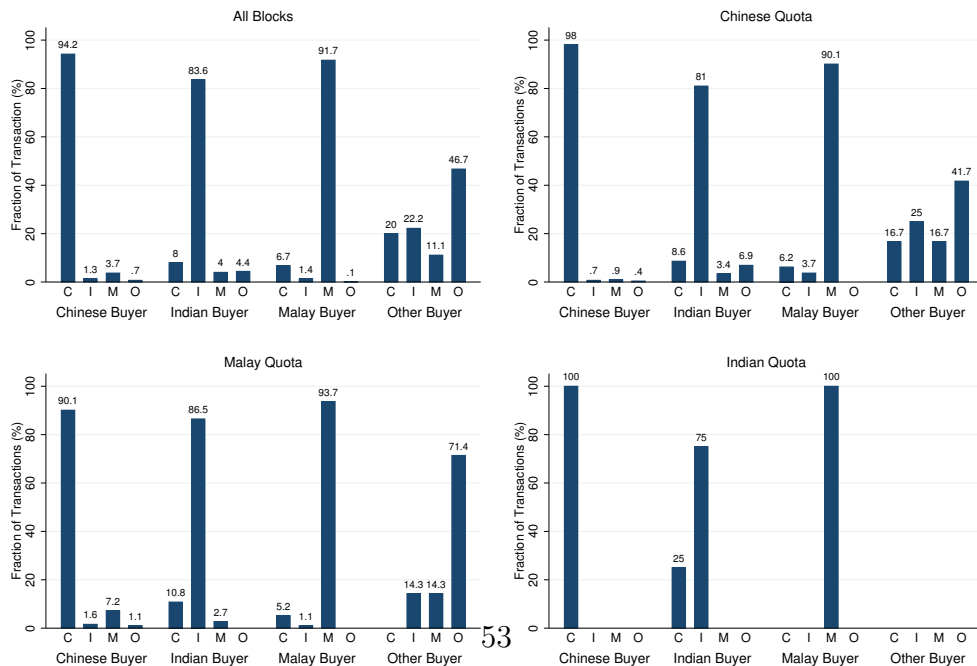 All Blocks
Fraction of Transaction (%)
0 20 40 60 80 100
94.2 1.3 3.7 .7 8 83.6 4 4.4 6.7 1.4 91.7 .1 20 22.2 11.1 46.7
C I M O C I M O C I M O C I M O
Chinese Buyer Indian Buyer Malay Buyer Other Buyer
Chinese Quota
Fraction of Transactions (%)
0 20 40 60 80 100
98 .7 .9 .4 8.6 81 3.4 6.9 6.2 3.7 90.1 16.7 25 16.7 41.7
C I M O C I M O C I M O C I M O
Chinese Buyer Indian Buyer Malay Buyer Other Buyer
Malay Quota
Fraction of Transactions (%)
0 20 40 60 80 100
90.1 1.6 7.2 1.1 10.8 86.5 2.7 5.2 1.1 93.7 14.3 14.3 71.4
C I M O C I M O C I M O C I M O
Chinese Buyer Indian Buyer Malay Buyer Other Buyer
Indian Quota
Fraction of Transactions (%)
0 20 40 60 80 100
100 25 75 100
C I M O C I M O C I M O C I M O
Chinese Buyer Indian Buyer Malay Buyer Other Buyer
53